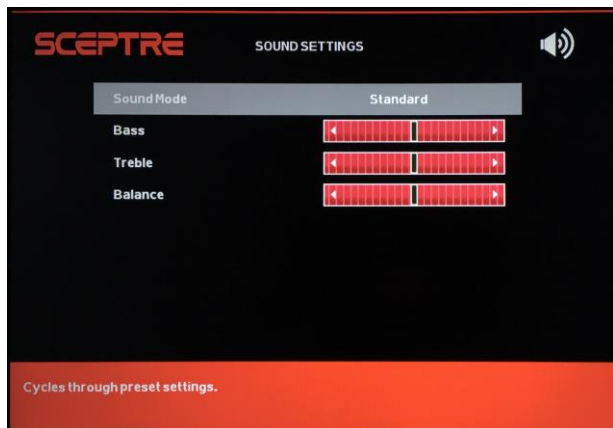 SCEPTRE
SOUND SETTINGS
Sound Mode Standard
Bass
Treble
Balance
Cycles through preset settings.